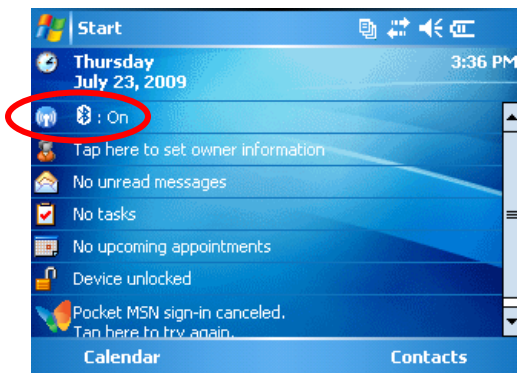 Start
Thursday
3:36 PM
July 23, 2009
: On
Tap here to set owner information
No unread messages
No tasks
No upcoming appointments
Device unlocked
Pocket MSN sign-in canceled.
Tap here to try again.
Calendar
Contacts